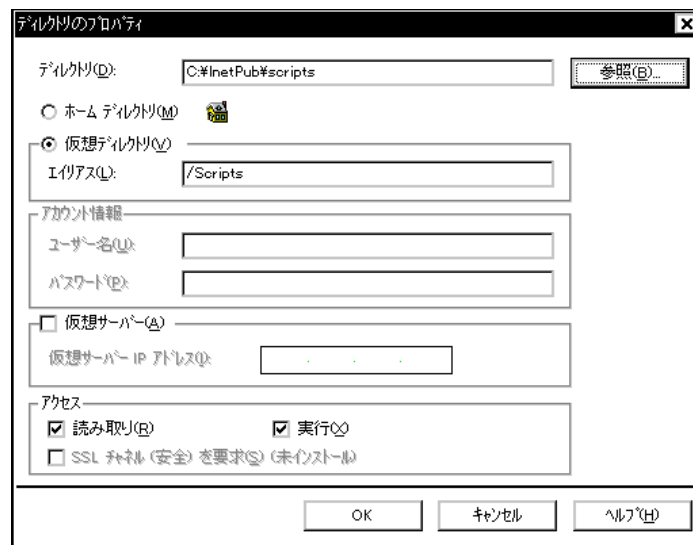 ディレクトリのプロパティ
ディレクトリ(D): C:¥InetPub¥scripts 参照(B)...
ホーム ディレクトリ(M)
仮想ディレクトリ(V)
エイリアス(L): /Scripts
アカウント情報
ユーザー名(U):
パスワード(P):
仮想サーバー(A)
仮想サーバー IP アドレス(I): . . .
アクセス
読み取り(R) 実行(X)
SSL チャネル (安全) を要求(S) (未インストール)
OK キャンセル ヘルプ(H)